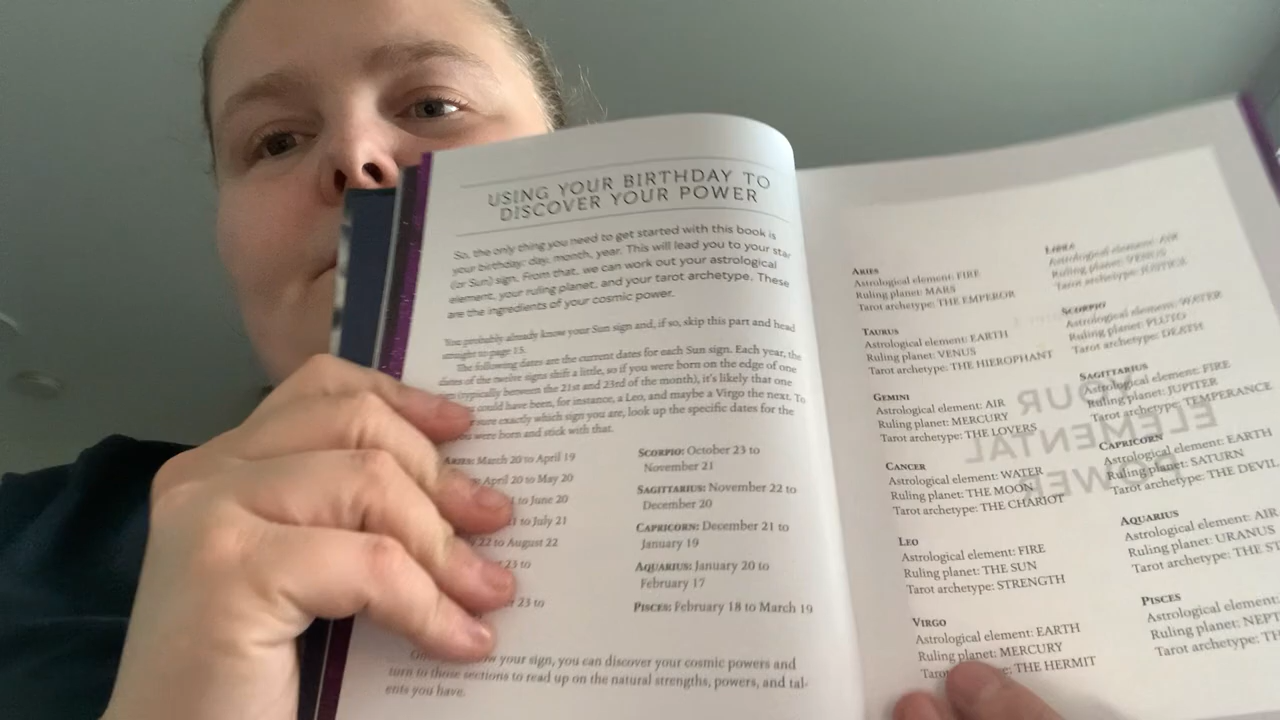 USING YOUR BIRTHDAY TO
DISCOVER YOUR POWER
So, the only thing you need to get started with this book is
your birthday: day, month, year. This will lead you to your star
(or Sun) sign. From that, we can work out your astrological
element, your ruling planet, and your tarot archetype. These
are the ingredients of your cosmic power.
You probably already know your Sun sign and, if so, skip this part and head
straight to page 15.
The following dates are the current dates for each Sun sign. Each year, the
dates of the twelve signs shift a little, so if you were born on the edge of one
(typically between the 21st and 23rd of the month), it's likely that one
could have been, for instance, a Leo, and maybe a Virgo the next. To
sure exactly which sign you are, look up the specific dates for the
you were born and stick with that.
ARIES: March 20 to April 19
April 20 to May 20
to June 20
to July 21
22 to August 22
23 to
23 to
SCORPIO: October 23 to
November 21
SAGITTARIUS: November 22 to
December 20
CAPRICORN: December 21 to
January 19
AQUARIUS: January 20 to
February 17
PISCES: February 18 to March 19
your sign, you can discover your cosmic powers and
turn to those sections to read up on the natural strengths, powers, and tal-
ents you have.
ARIES
Astrological element: FIRE
Ruling planet: MARS
Tarot archetype: THE EMPEROR
TAURUS
Astrological element: EARTH
Ruling planet: VENUS
Tarot archetype: THE HIEROPHANT
GEMINI
Astrological element: AIR
Ruling planet: MERCURY
Tarot archetype: THE LOVERS
CANCER
Astrological element: WATER
Ruling planet: THE MOON
Tarot archetype: THE CHARIOT
LEO
Astrological element: FIRE
Ruling planet: THE SUN
Tarot archetype: STRENGTH
VIRGO
Astrological element: EARTH
Ruling planet: MERCURY
Tarot THE HERMIT
LIBRA
Astrological element: AIR
Ruling planet: VENUS
Tarot archetype: JUSTICE
SCORPIO
Astrological element: WATER
Ruling planet: PLUTO
Tarot archetype: DEATH
SAGITTARIUS
Astrological element: FIRE
Ruling planet: JUPITER
Tarot archetype: TEMPERANCE
CAPRICORN
Astrological element: EARTH
Ruling planet: SATURN
Tarot archetype: THE DEVIL
AQUARIUS
Astrological element: AIR
Ruling planet: URANUS
Tarot archetype: THE
PISCES
Astrological element:
Ruling planet:
Tarot archetype:
YOUR
ELEMENTAL
POWER